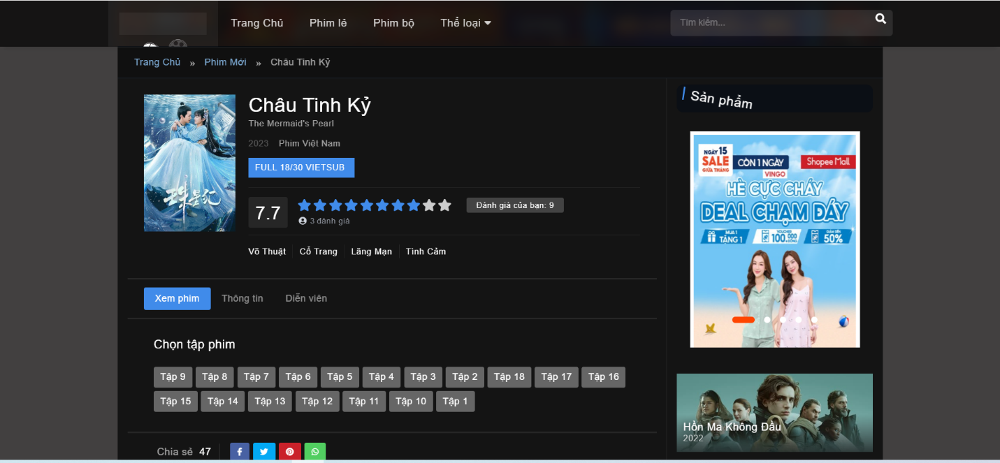 Trang Chủ
Phim lẻ
Phim bộ
Thể loại
Tìm kiếm...
Trang Chủ » Phim Mới » Châu Tinh Kỷ
Châu Tinh Kỷ
The Mermaid's Pearl
2023 Phim Việt Nam
FULL 18/30 VIETSUB
7.7
Đánh giá của bạn: 9
3 đánh giá
Võ Thuật
Cổ Trang
Lãng Mạn
Tình Cảm
珠星纪
Xem phim
Thông tin
Diễn viên
Chọn tập phim
Tập 9 Tập 8 Tập 7 Tập 6 Tập 5 Tập 4 Tập 3 Tập 2 Tập 18 Tập 17 Tập 16
Tập 15 Tập 14 Tập 13 Tập 12 Tập 11 Tập 10 Tập 1
Chia sẻ 47
Sản phẩm
NGÀY 15
SALE
GIỮA THÁNG
CÒN 1 NGÀY
Shopee Mall
VINGO
HÈ CỰC CHÁY
DEAL CHẠM ĐÁY
MUA 1
TẶNG 1
VOUCHER
100.000
GIẢM ĐẾN
50%
Hồn Ma Không Đầu
2022